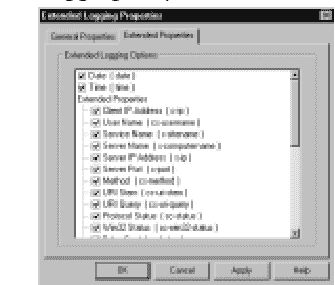 Extended Logging Properties
General Properties
Extended Properties
Extended Logging Options
Date ( date )
Time ( time )
Extended Properties
Client IP Address ( c-ip )
User Name ( cs-username )
Service Name ( s-sitename )
Server Name ( s-computername )
Server IP Address ( s-ip )
Server Port ( s-port )
Method ( cs-method )
URI Stem ( cs-uri-stem )
URI Query ( cs-uri-query )
Protocol Status ( sc-status )
Win32 Status ( sc-win32-status )
OK
Cancel
Apply
Help